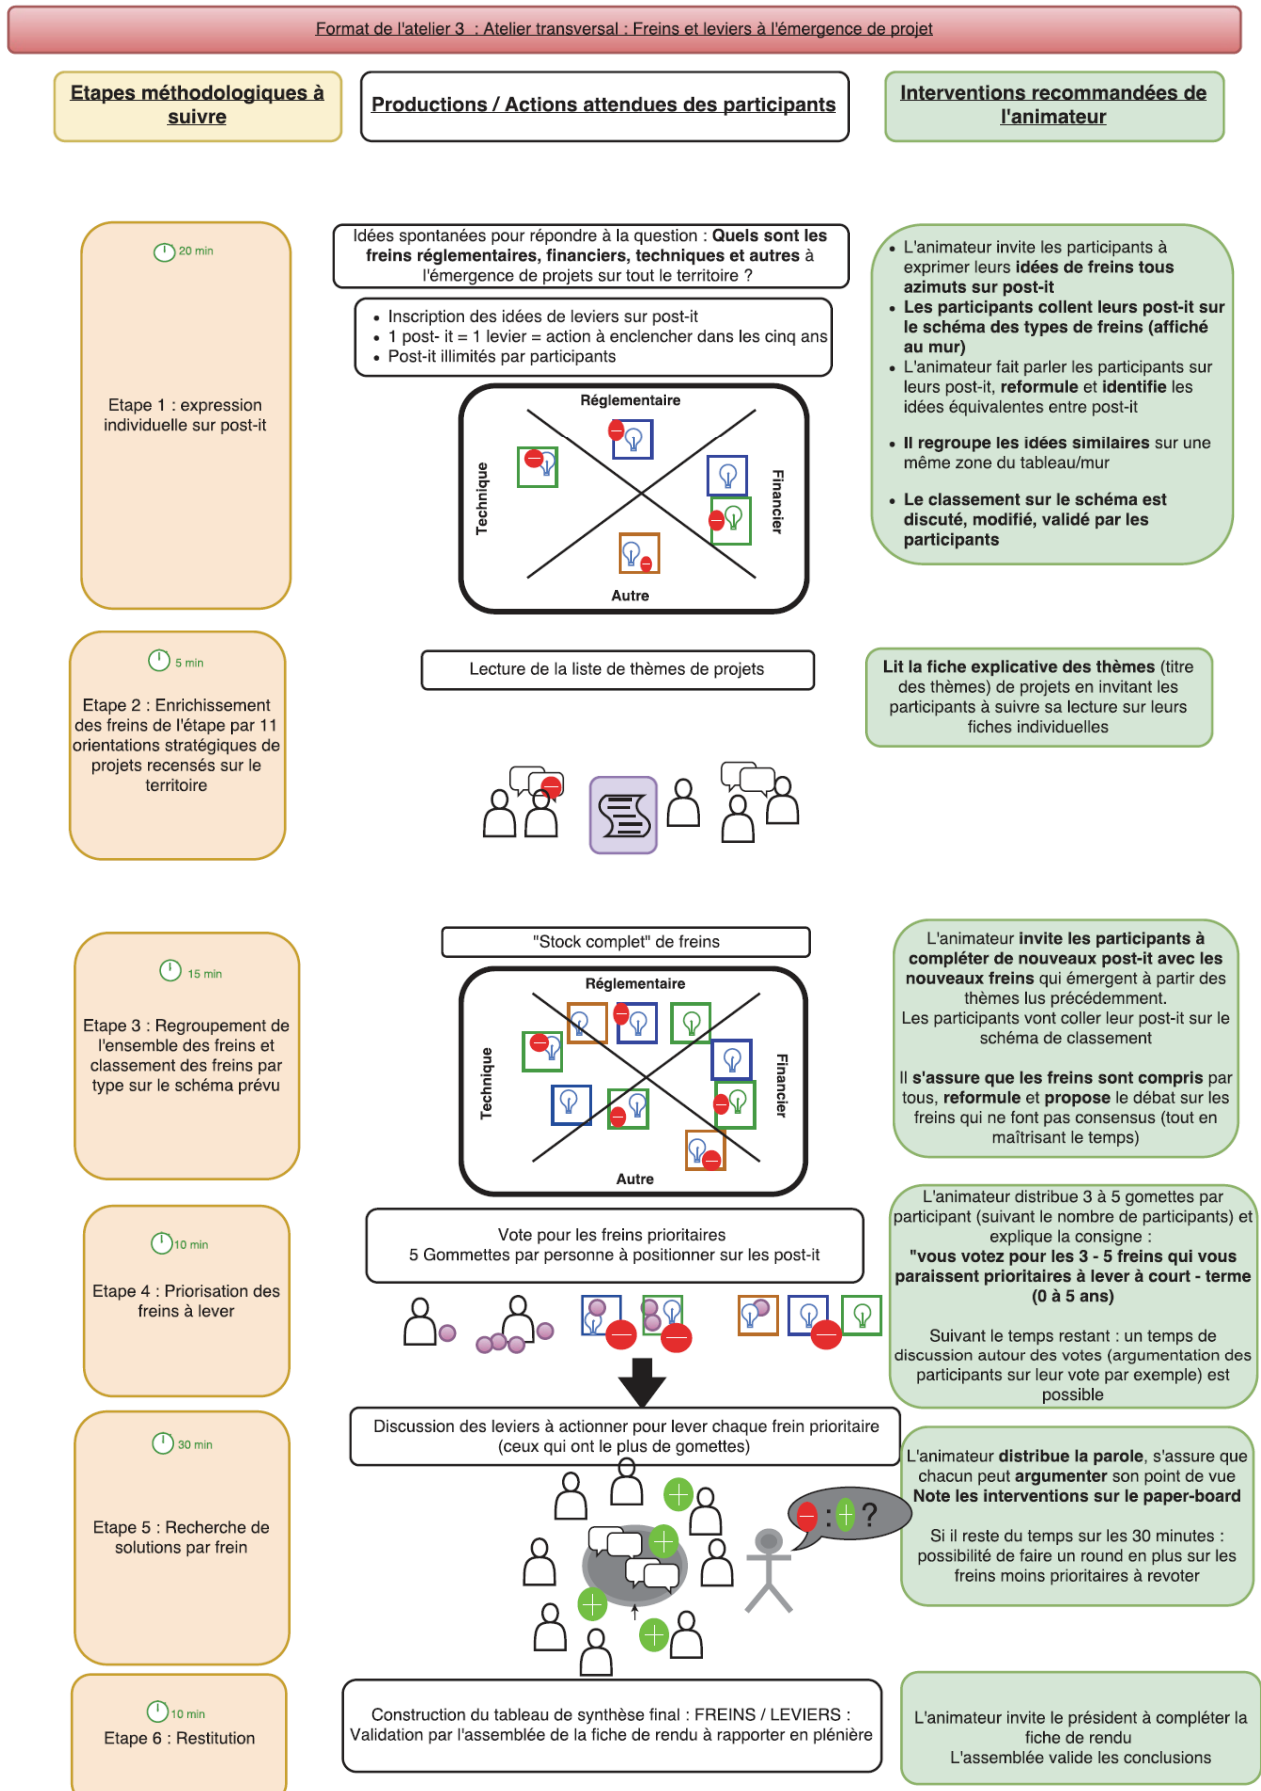 Format de l'atelier 3  : Atelier transversal : Freins et leviers à l'émergence de projet
Etapes méthodologiques à
suivre
Productions / Actions attendues des participants
Interventions recommandées de
l'animateur
20 min
Etape 1 : expression
individuelle sur post-it
Idées spontanées pour répondre à la question : Quels sont les
freins réglementaires, financiers, techniques et autres à
l'émergence de projets sur tout le territoire ?
• Inscription des idées de leviers sur post-it
• 1 post- it = 1 levier = action à enclencher dans les cinq ans
• Post-it illimités par participants
Réglementaire
Technique
Financier
Autre
• L'animateur invite les participants à
exprimer leurs idées de freins tous
azimuts sur post-it
• Les participants collent leurs post-it sur
le schéma des types de freins (affiché
au mur)
• L'animateur fait parler les participants sur
leurs post-it, reformule et identifie les
idées équivalentes entre post-it
• Il regroupe les idées similaires sur une
même zone du tableau/mur
• Le classement sur le schéma est
discuté, modifié, validé par les
participants
5 min
Etape 2 : Enrichissement
des freins de l'étape par 11
orientations stratégiques de
projets recensés sur le
territoire
Lecture de la liste de thèmes de projets
Lit la fiche explicative des thèmes (titre
des thèmes) de projets en invitant les
participants à suivre sa lecture sur leurs
fiches individuelles
15 min
Etape 3 : Regroupement de
l'ensemble des freins et
classement des freins par
type sur le schéma prévu
"Stock complet" de freins
Réglementaire
Technique
Financier
Autre
L'animateur invite les participants à
compléter de nouveaux post-it avec les
nouveaux freins qui émergent à partir des
thèmes lus précédemment.
Les participants vont coller leur post-it sur le
schéma de classement
Il s'assure que les freins sont compris par
tous, reformule et propose le débat sur les
freins qui ne font pas consensus (tout en
maîtrisant le temps)
10 min
Etape 4 : Priorisation des
freins à lever
Vote pour les freins prioritaires
5 Gommettes par personne à positionner sur les post-it
L'animateur distribue 3 à 5 gomettes par
participant (suivant le nombre de participants) et
explique la consigne :
"vous votez pour les 3 - 5 freins qui vous
paraissent prioritaires à lever à court - terme
(0 à 5 ans)
Suivant le temps restant : un temps de
discussion autour des votes (argumentation des
participants sur leur vote par exemple) est
possible
30 min
Etape 5 : Recherche de
solutions par frein
Discussion des leviers à actionner pour lever chaque frein prioritaire
(ceux qui ont le plus de gomettes)
: ?
L'animateur distribue la parole, s'assure que
chacun peut argumenter son point de vue
Note les interventions sur le paper-board
Si il reste du temps sur les 30 minutes :
possibilité de faire un round en plus sur les
freins moins prioritaires à revoter
10 min
Etape 6 : Restitution
Construction du tableau de synthèse final : FREINS / LEVIERS :
Validation par l'assemblée de la fiche de rendu à rapporter en plénière
L'animateur invite le président à compléter la
fiche de rendu
L'assemblée valide les conclusions